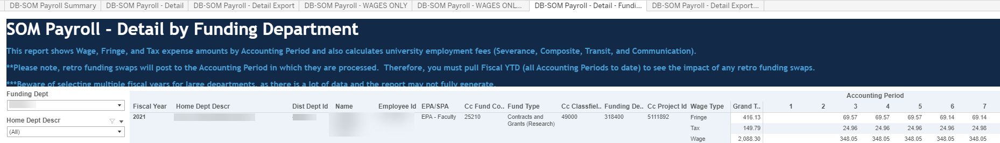 DB-SOM Payroll Summary DB-SOM Payroll - Detail DB-SOM Payroll - Detail Export DB-SOM Payroll - WAGES ONLY DB-SOM Payroll - WAGES ONL... DB-SOM Payroll - Detail - Fundi... DB-SOM Payroll - Detail Export...
SOM Payroll - Detail by Funding Department
This report shows Wage, Fringe, and Tax expense amounts by Accounting Period and also calculates university employment fees (Severance, Composite, Transit, and Communication).
**Please note, retro funding swaps will post to the Accounting Period in which they are processed.  Therefore, you must pull Fiscal YTD (all Accounting Periods to date) to see the impact of any retro funding swaps.
***Beware of selecting multiple fiscal years for large departments, as there is a lot of data and the report may not fully generate.
Funding Dept
Home Dept Descr
(All)
Accounting Period
Fiscal Year Home Dept Descr Dist Dept Id Name Employee Id EPA/SPA Cc Fund Co.. Fund Type Cc Classfiel.. Funding De.. Cc Project Id Wage Type Grand T.. 1 2 3 4 5 6 7
2021 EPA - Faculty 25210 Contracts and 49000 318400 5111892 Fringe 416.13 69.57 69.57 69.57 69.14 69.14
Grants (Research)
Tax 149.79 24.96 24.96 24.96 24.96 24.98
Wage 2,088.30 348.05 348.05 348.05 348.05 348.05